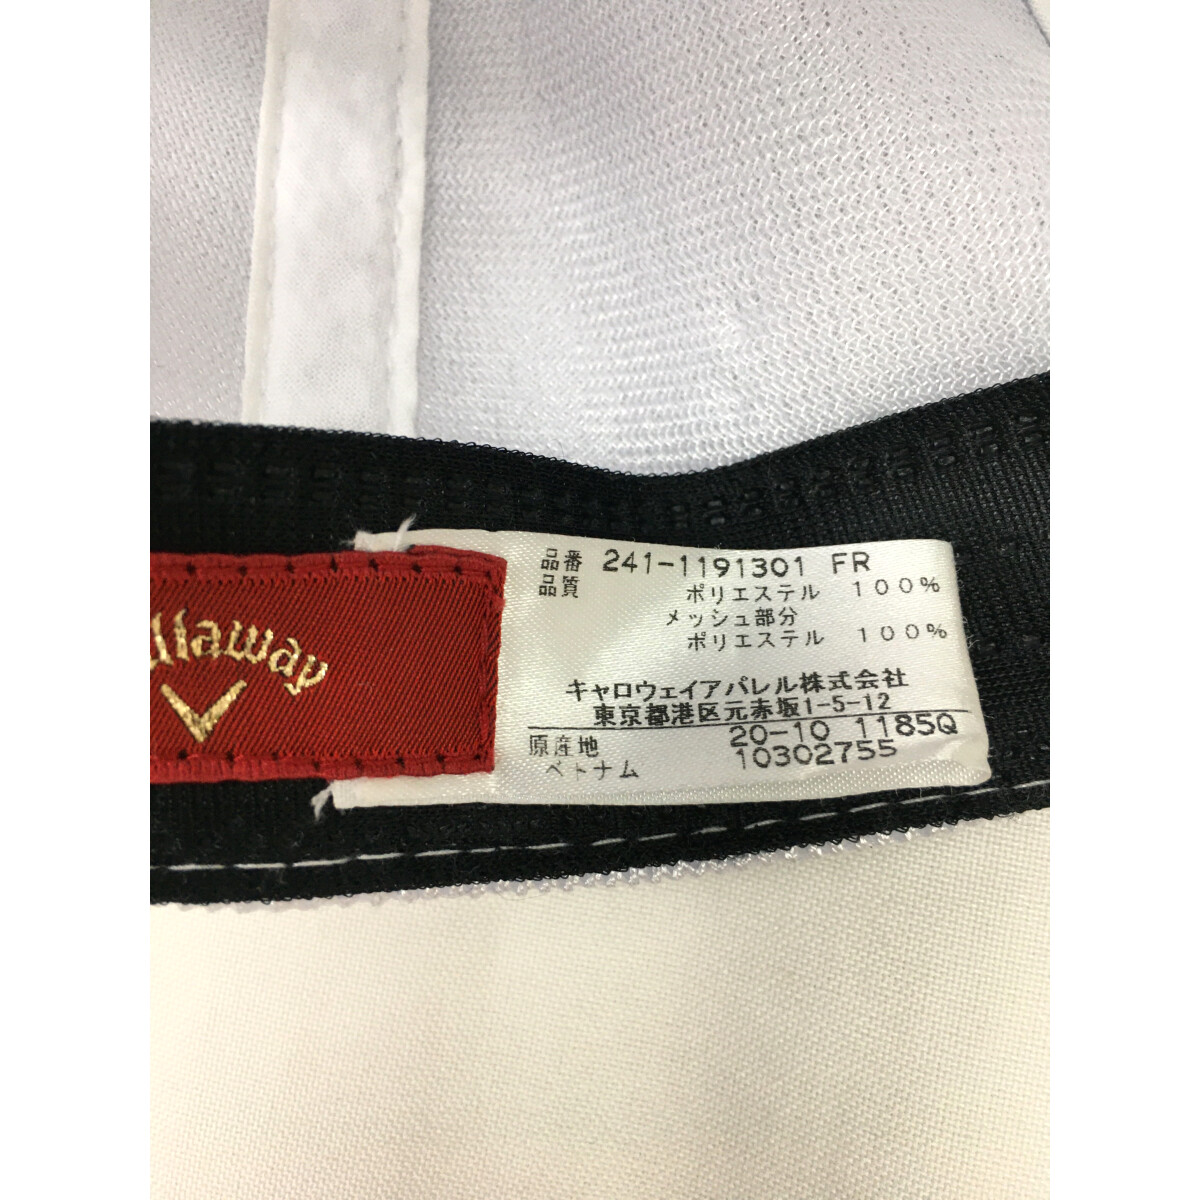 allaway
品番 241-1191301 FR
品質 ポリエステル 100%
メッシュ部分
ポリエステル 100%
キャロウェイアパレル株式会社
東京都港区元赤坂1-5-12
20-10 1185Q
原産地 10302755
ベトナム